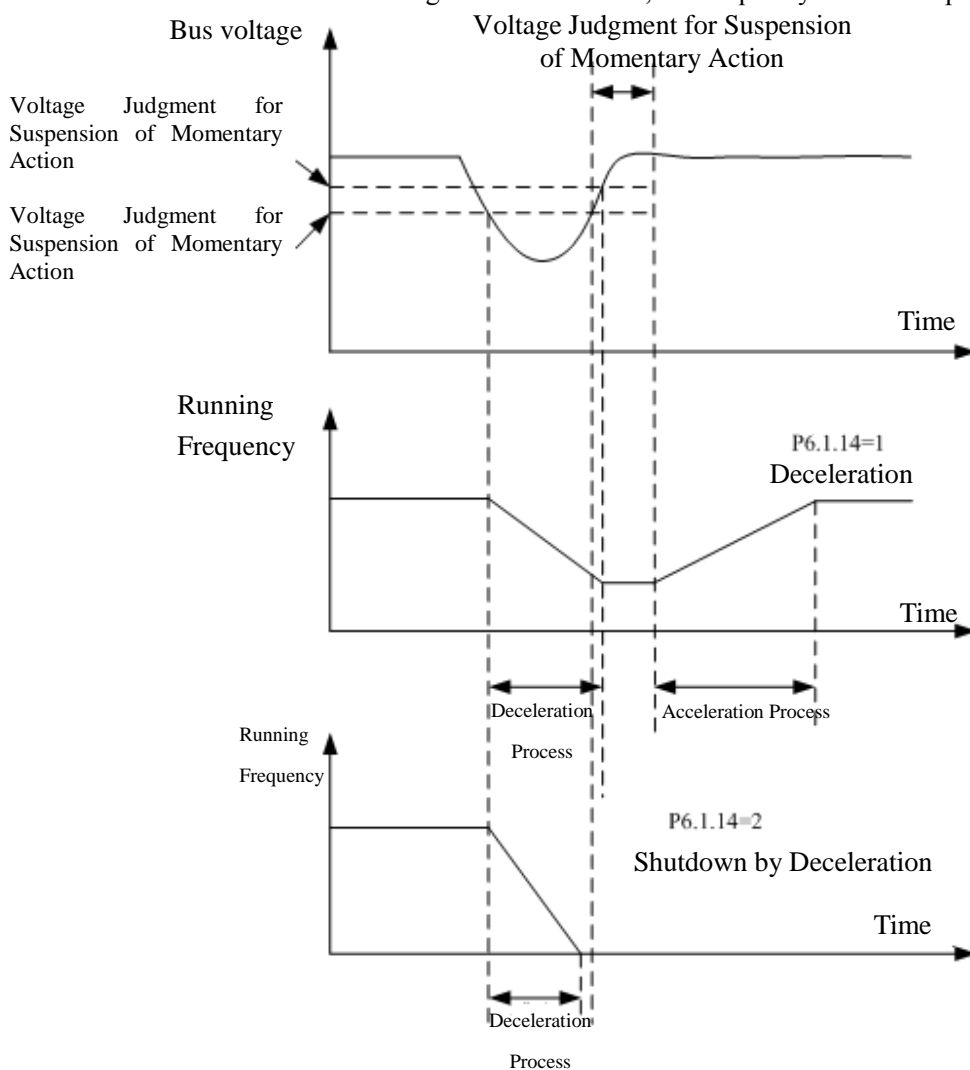 Bus voltage
Voltage Judgment for Suspension
of Momentary Action
Voltage Judgment for
Suspension of Momentary
Action
Voltage Judgment for
Suspension of Momentary
Action
Time
Running
Frequency
P6.1.14=1
Deceleration
Time
Deceleration
Process
Acceleration Process
Running
Frequency
P6.1.14=2
Shutdown by Deceleration
Time
Deceleration
Process